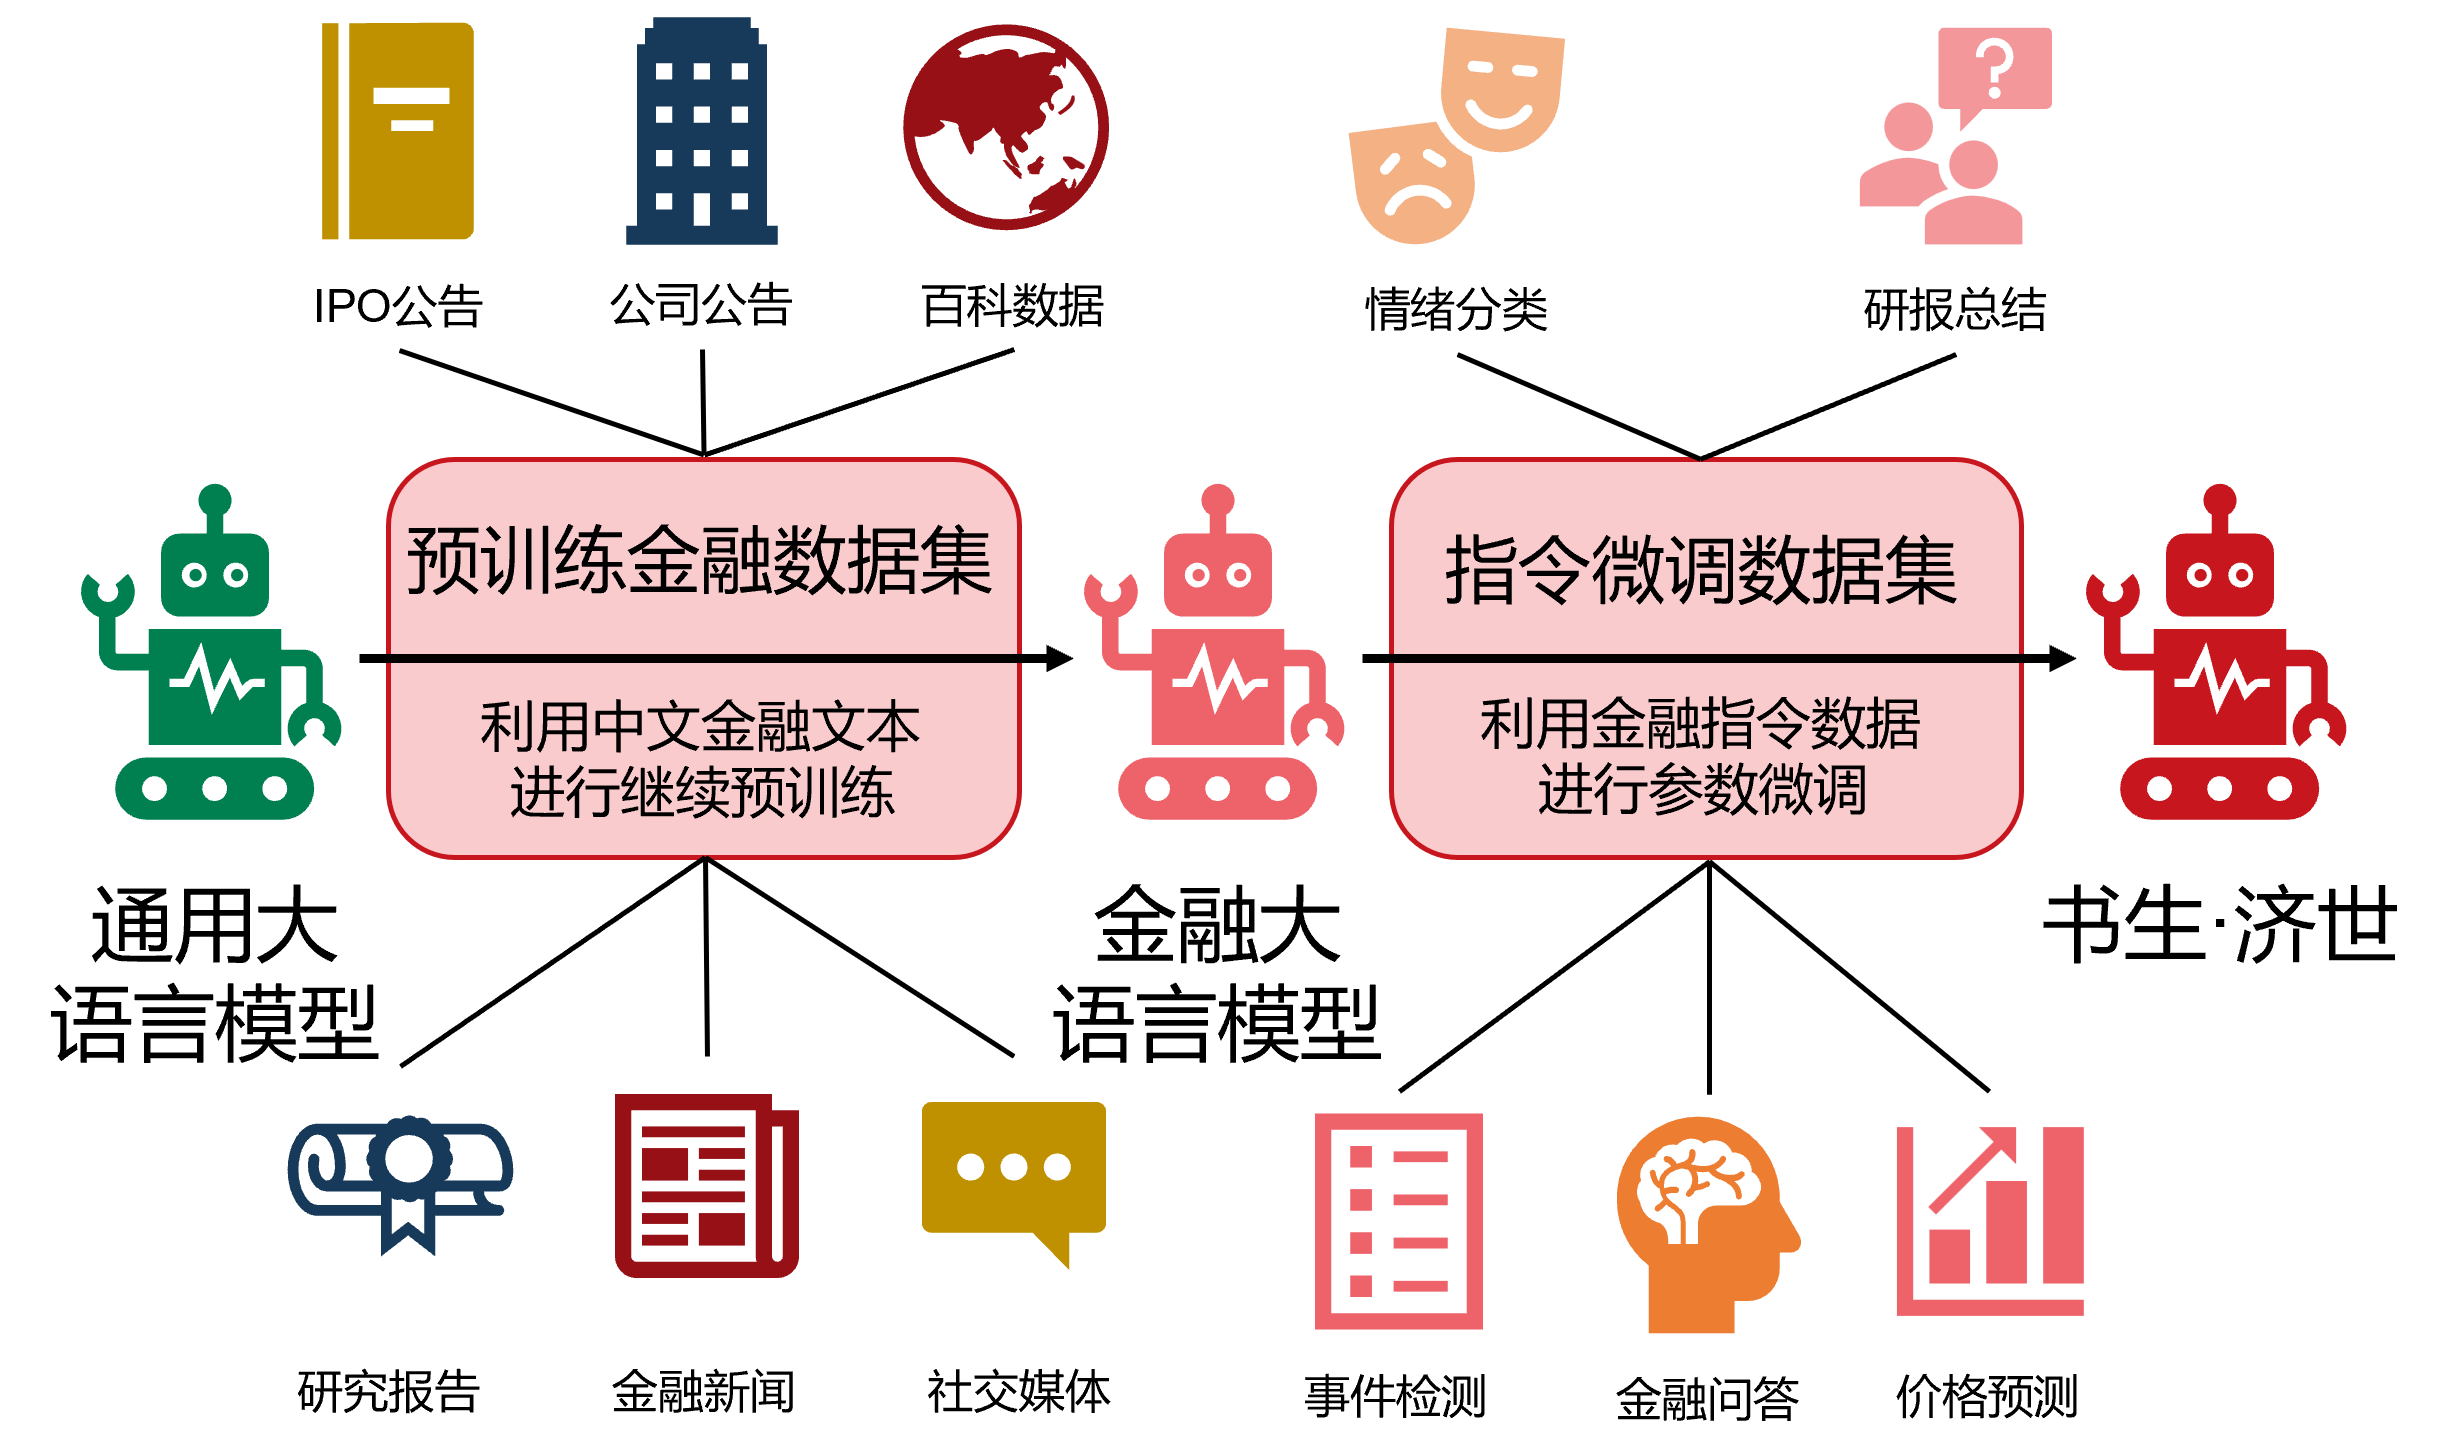 IPO公告
公司公告
百科数据
情绪分类
研报总结
预训练金融数据集
利用中文金融文本
进行继续预训练
指令微调数据集
利用金融指令数据
进行参数微调
通用大
语言模型
金融大
语言模型
书生·济世
研究报告
金融新闻
社交媒体
事件检测
金融问答
价格预测
?